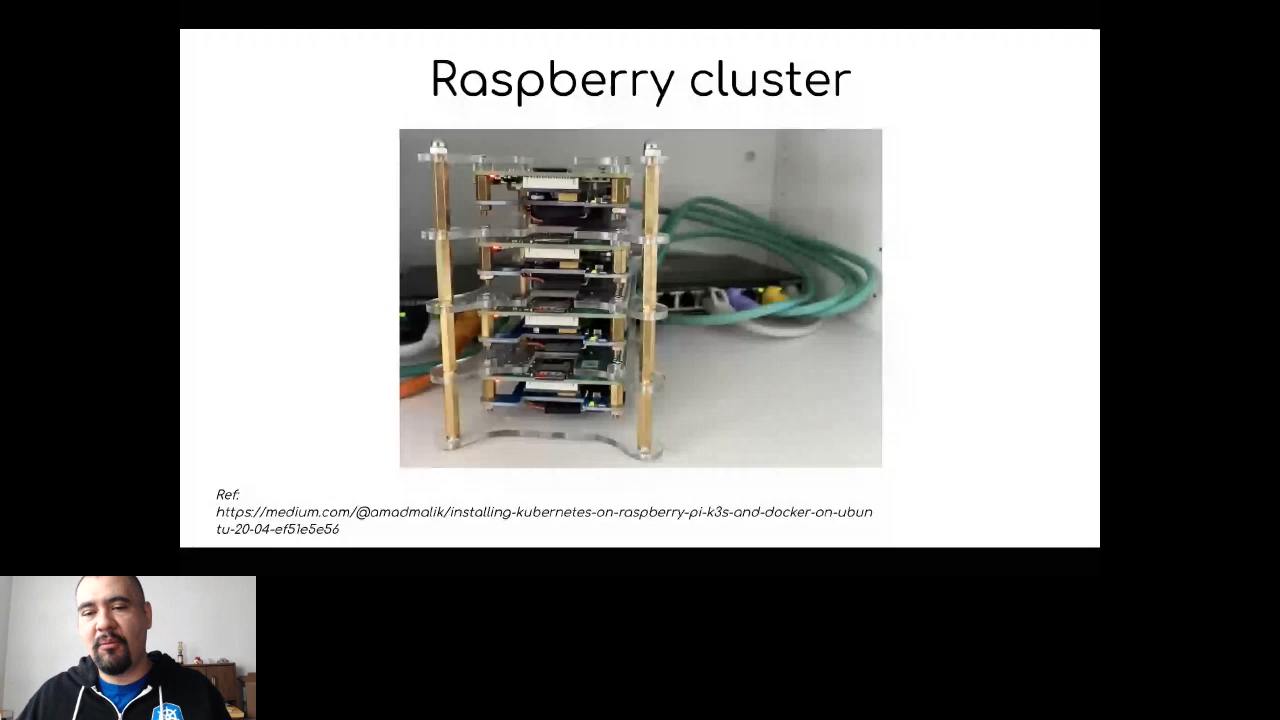 Raspberry cluster
Ref:
https://medium.com/@amadmalik/installing-kubernetes-on-raspberry-pi-k3s-and-docker-on-ubun
tu-20-04-ef51e5e56